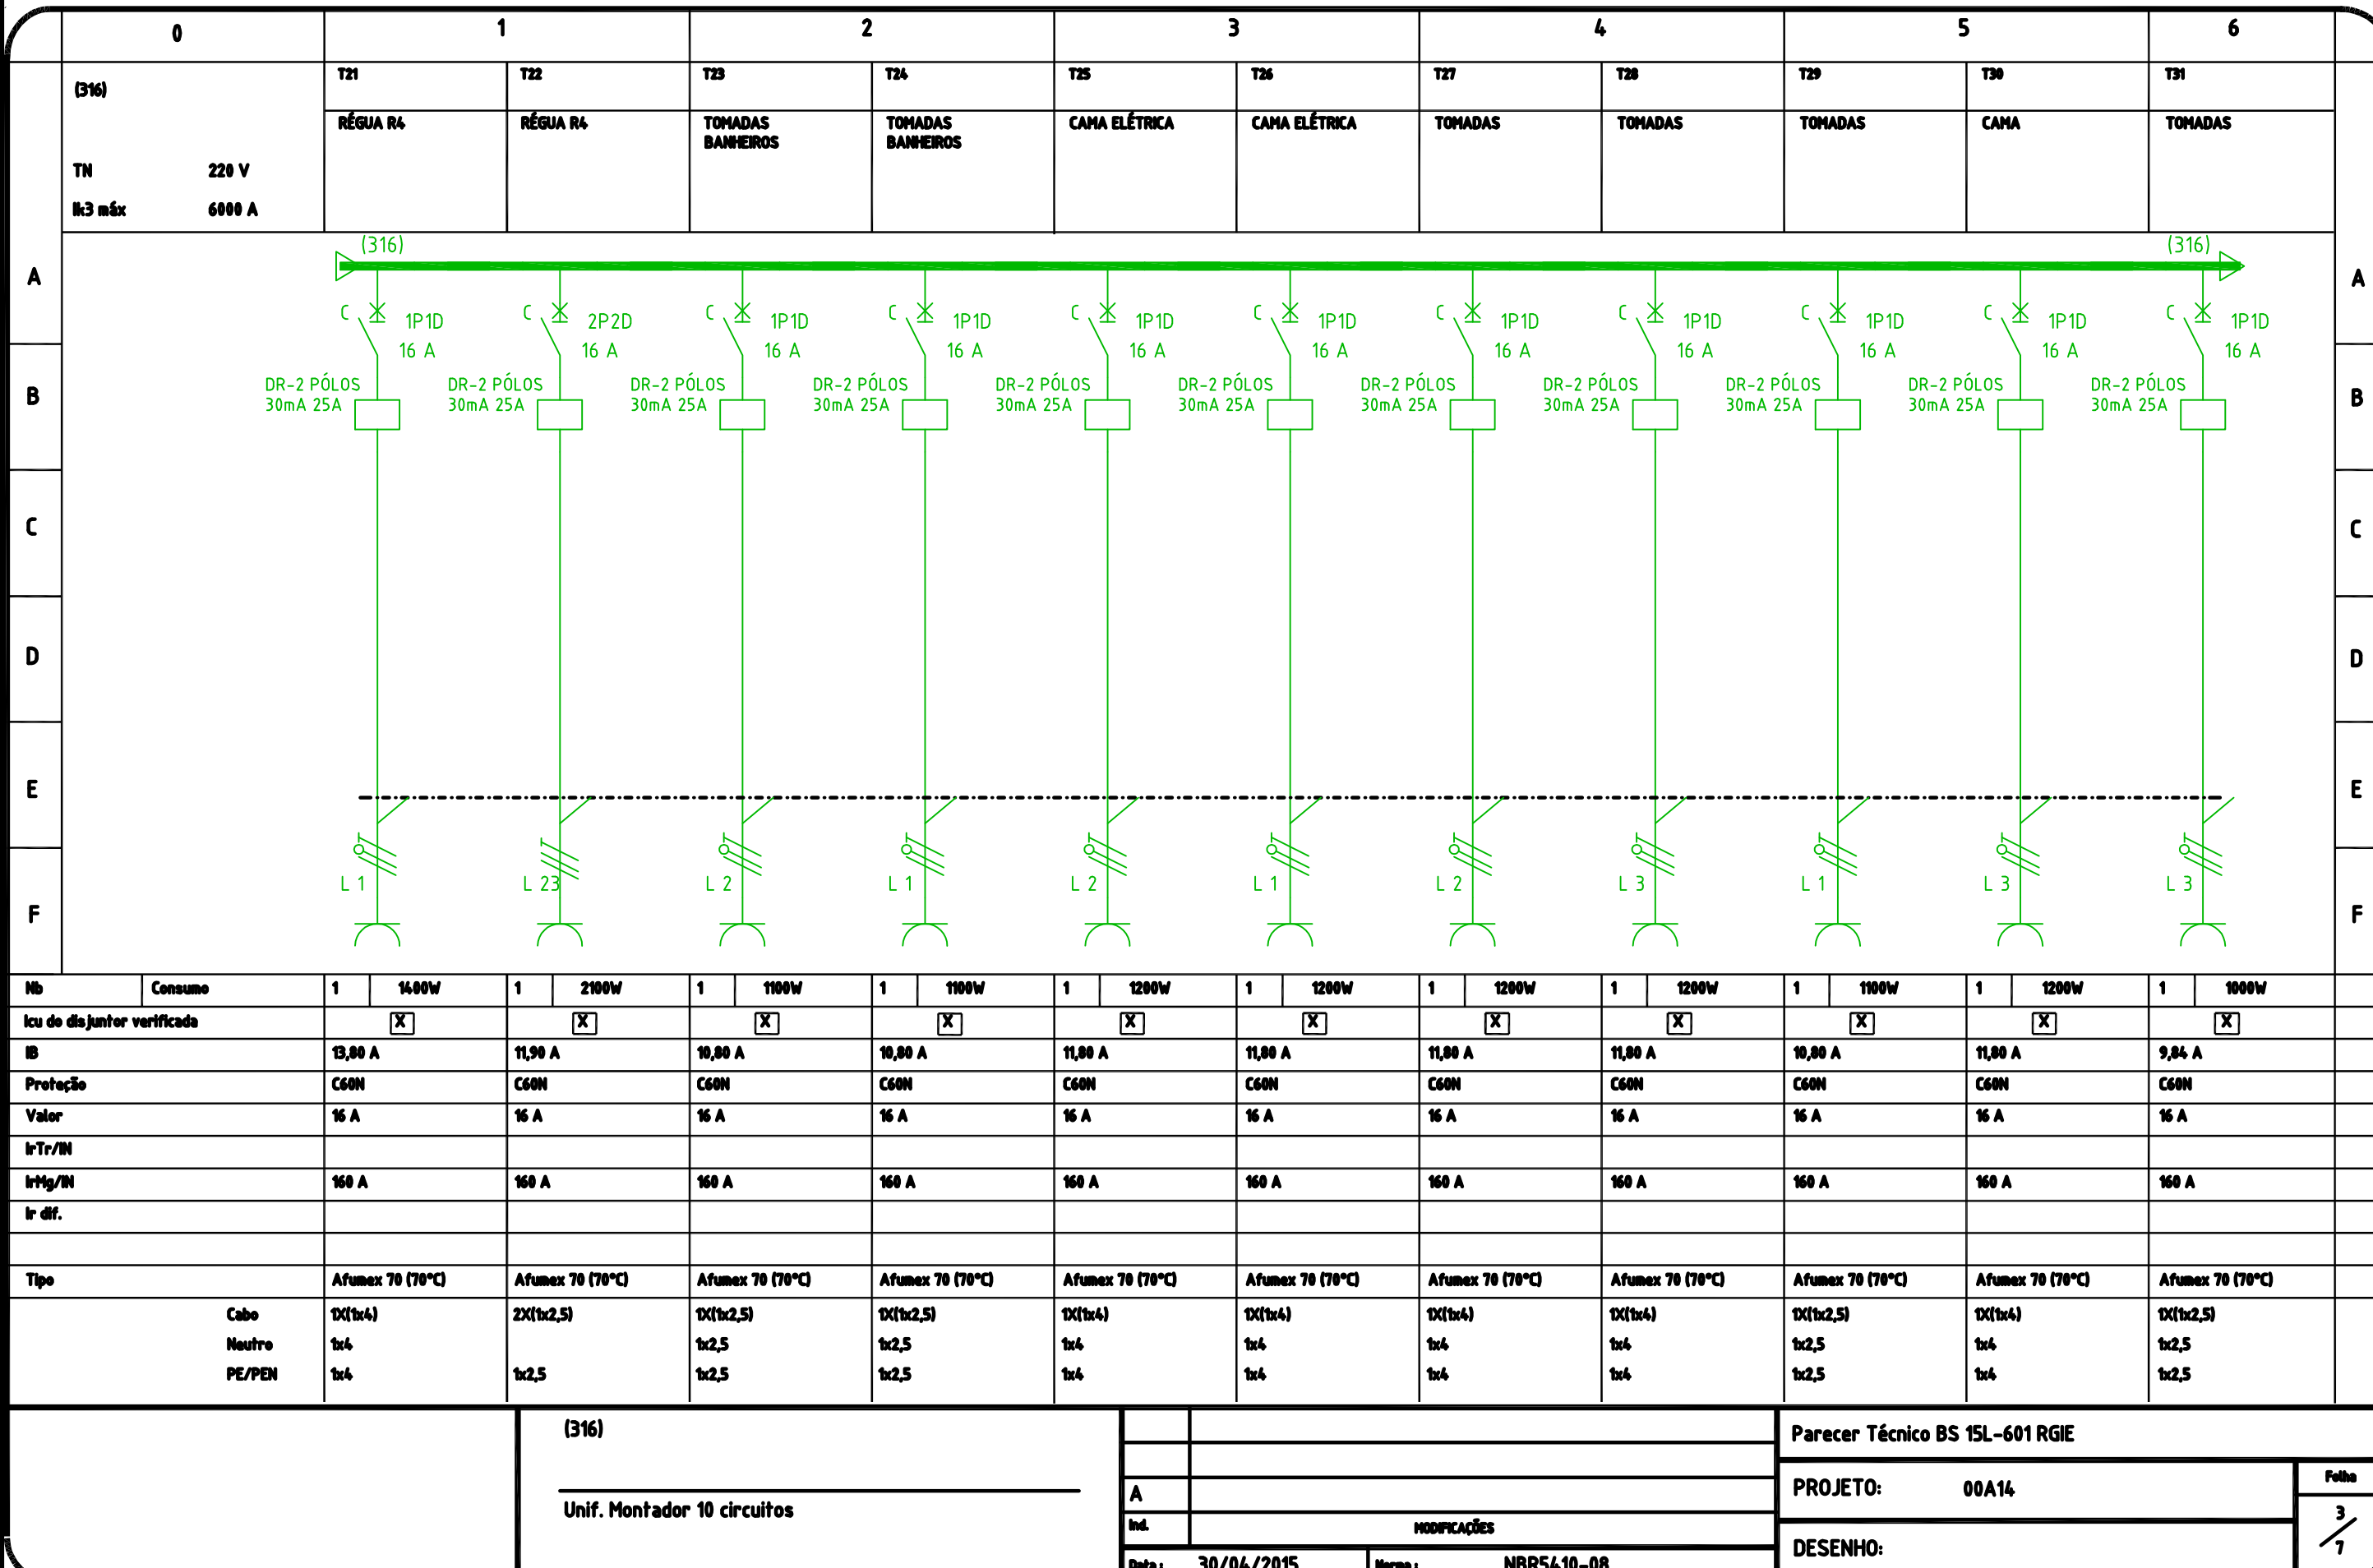 0 1 2 3 4 5 6
(316) T21 T22 T23 T24 T25 T26 T27 T28 T29 T30 T31
RÉGUA R4 RÉGUA R4 TOMADAS TOMADAS CAMA ELÉTRICA CAMA ELÉTRICA TOMADAS TOMADAS TOMADAS CAMA TOMADAS
BANHEIROS BANHEIROS
TN 220 V
Ik3 máx 6000 A
(316) (316)
A A
C C C C C C C C C C C
1P1D 2P2D 1P1D 1P1D 1P1D 1P1D 1P1D 1P1D 1P1D 1P1D 1P1D
16 A 16 A 16 A 16 A 16 A 16 A 16 A 16 A 16 A 16 A 16 A
DR-2 PÓLOS DR-2 PÓLOS DR-2 PÓLOS DR-2 PÓLOS DR-2 PÓLOS DR-2 PÓLOS DR-2 PÓLOS DR-2 PÓLOS DR-2 PÓLOS DR-2 PÓLOS DR-2 PÓLOS
B B
30mA 25A 30mA 25A 30mA 25A 30mA 25A 30mA 25A 30mA 25A 30mA 25A 30mA 25A 30mA 25A 30mA 25A 30mA 25A
C C
D D
E E
L 1 L 23 L 2 L 1 L 2 L 1 L 2 L 3 L 1 L 3 L 3
F F
Nb Consumo 1 1400W 1 2100W 1 1100W 1 1100W 1 1200W 1 1200W 1 1200W 1 1200W 1 1100W 1 1200W 1 1000W
Icu do disjuntor verificada X X X X X X X X X X X
IB 13,80 A 11,90 A 10,80 A 10,80 A 11,80 A 11,80 A 11,80 A 11,80 A 10,80 A 11,80 A 9,84 A
Proteção C60N C60N C60N C60N C60N C60N C60N C60N C60N C60N C60N
Valor 16 A 16 A 16 A 16 A 16 A 16 A 16 A 16 A 16 A 16 A 16 A
IrTr/IN
IrMg/IN 160 A 160 A 160 A 160 A 160 A 160 A 160 A 160 A 160 A 160 A 160 A
Ir dif.
Tipo Afumex 70 (70°C) Afumex 70 (70°C) Afumex 70 (70°C) Afumex 70 (70°C) Afumex 70 (70°C) Afumex 70 (70°C) Afumex 70 (70°C) Afumex 70 (70°C) Afumex 70 (70°C) Afumex 70 (70°C) Afumex 70 (70°C)
Cabo 1X(1x4) 2X(1x2,5) 1X(1x2,5) 1X(1x2,5) 1X(1x4) 1X(1x4) 1X(1x4) 1X(1x4) 1X(1x2,5) 1X(1x4) 1X(1x2,5)
Neutro 1x4 1x2,5 1x2,5 1x4 1x4 1x4 1x4 1x2,5 1x4 1x2,5
PE/PEN 1x4 1x2,5 1x2,5 1x2,5 1x4 1x4 1x4 1x4 1x2,5 1x4 1x2,5
(316)
Unif. Montador 10 circuitos
A
Ind. MODIFICAÇÕES
Data : 30/04/2015 Norma : NBR5410-08
Parecer Técnico BS 15L-601 RGIE
PROJETO: 00A14
Folha
3/7
DESENHO: